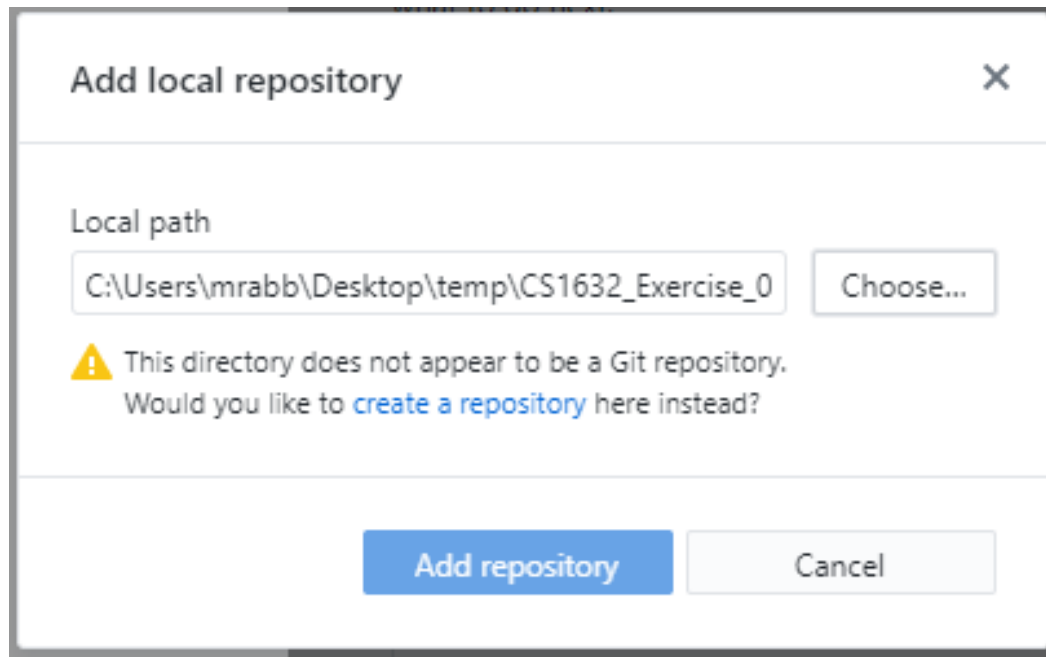 Add local repository
Local path
C:\Users\mrabb\Desktop\temp\CS1632_Exercise_0
Choose...
This directory does not appear to be a Git repository.
Would you like to create a repository here instead?
Add repository
Cancel